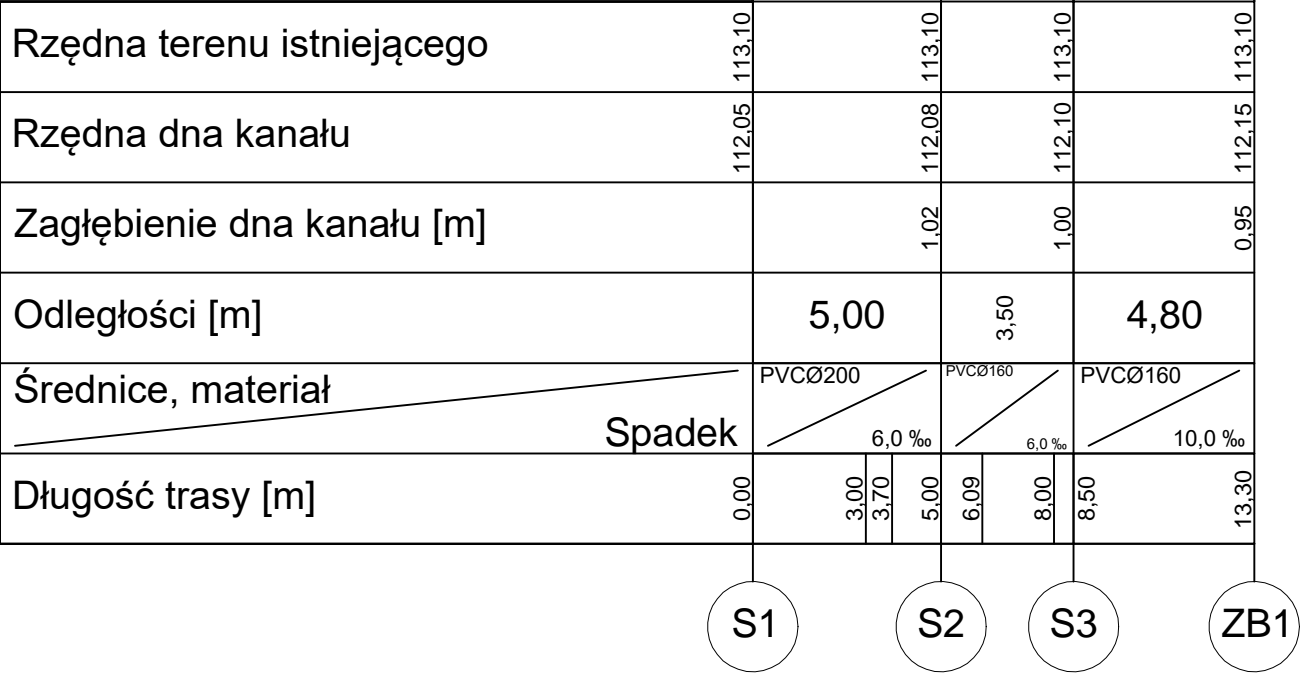 Rzędna terenu istniejącego 113,10 113,10 113,10 113,10
Rzędna dna kanału 112,05 112,08 112,10 112,15
Zagłębienie dna kanału [m] 1,02 1,00 0,95
Odległości [m] 5,00 3,50 4,80
Średnice, materiał PVCØ200 PVCØ160 PVCØ160
Spadek 6,0 ‰ 6,0 ‰ 10,0 ‰
Długość trasy [m] 0,00 3,00 3,70 5,00 6,09 8,00 8,50 13,30
S1 S2 S3 ZB1